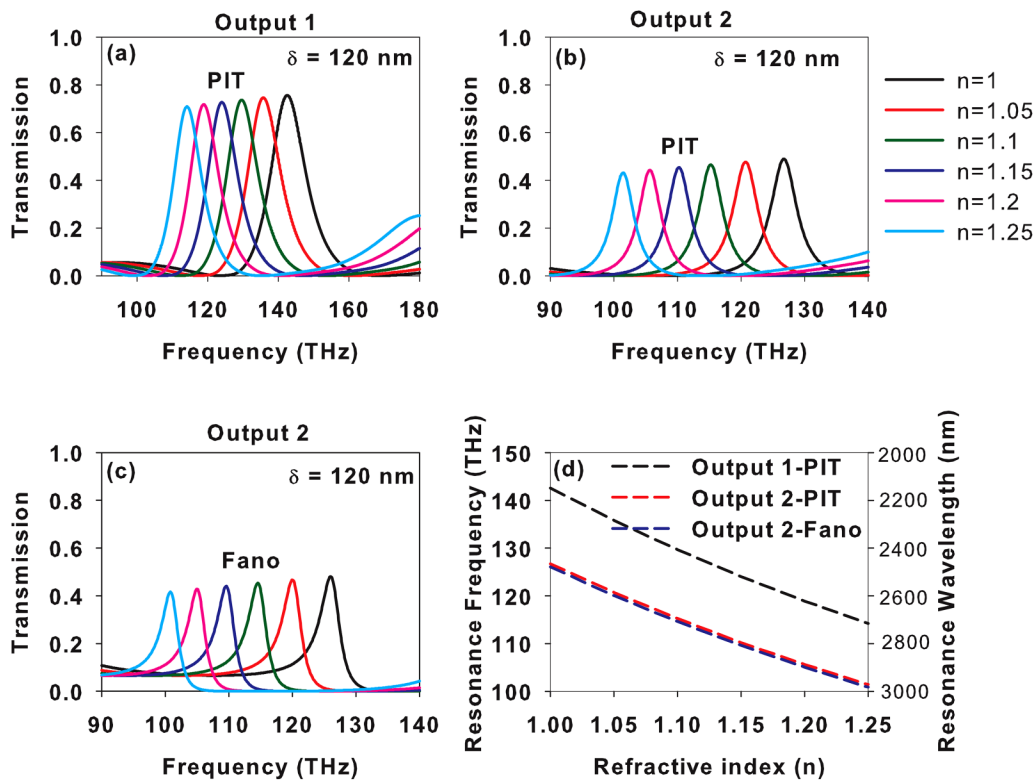 Output 1
(a)
δ = 120 nm
PIT
Transmission
1.0
0.8
0.6
0.4
0.2
0.0
100 120 140 160 180
Frequency (THz)
Output 2
(b)
δ = 120 nm
PIT
Transmission
1.0
0.8
0.6
0.4
0.2
0.0
90 100 110 120 130 140
Frequency (THz)
n=1
n=1.05
n=1.1
n=1.15
n=1.2
n=1.25
Output 2
(c)
δ = 120 nm
Fano
Transmission
1.0
0.8
0.6
0.4
0.2
0.0
90 100 110 120 130 140
Frequency (THz)
(d)
Output 1-PIT
Output 2-PIT
Output 2-Fano
Resonance Frequency (THz)
150
140
130
120
110
100
1.00 1.05 1.10 1.15 1.20 1.25
Refractive index (n)
2000
2200
2400
2600
2800
3000
Resonance Wavelength (nm)